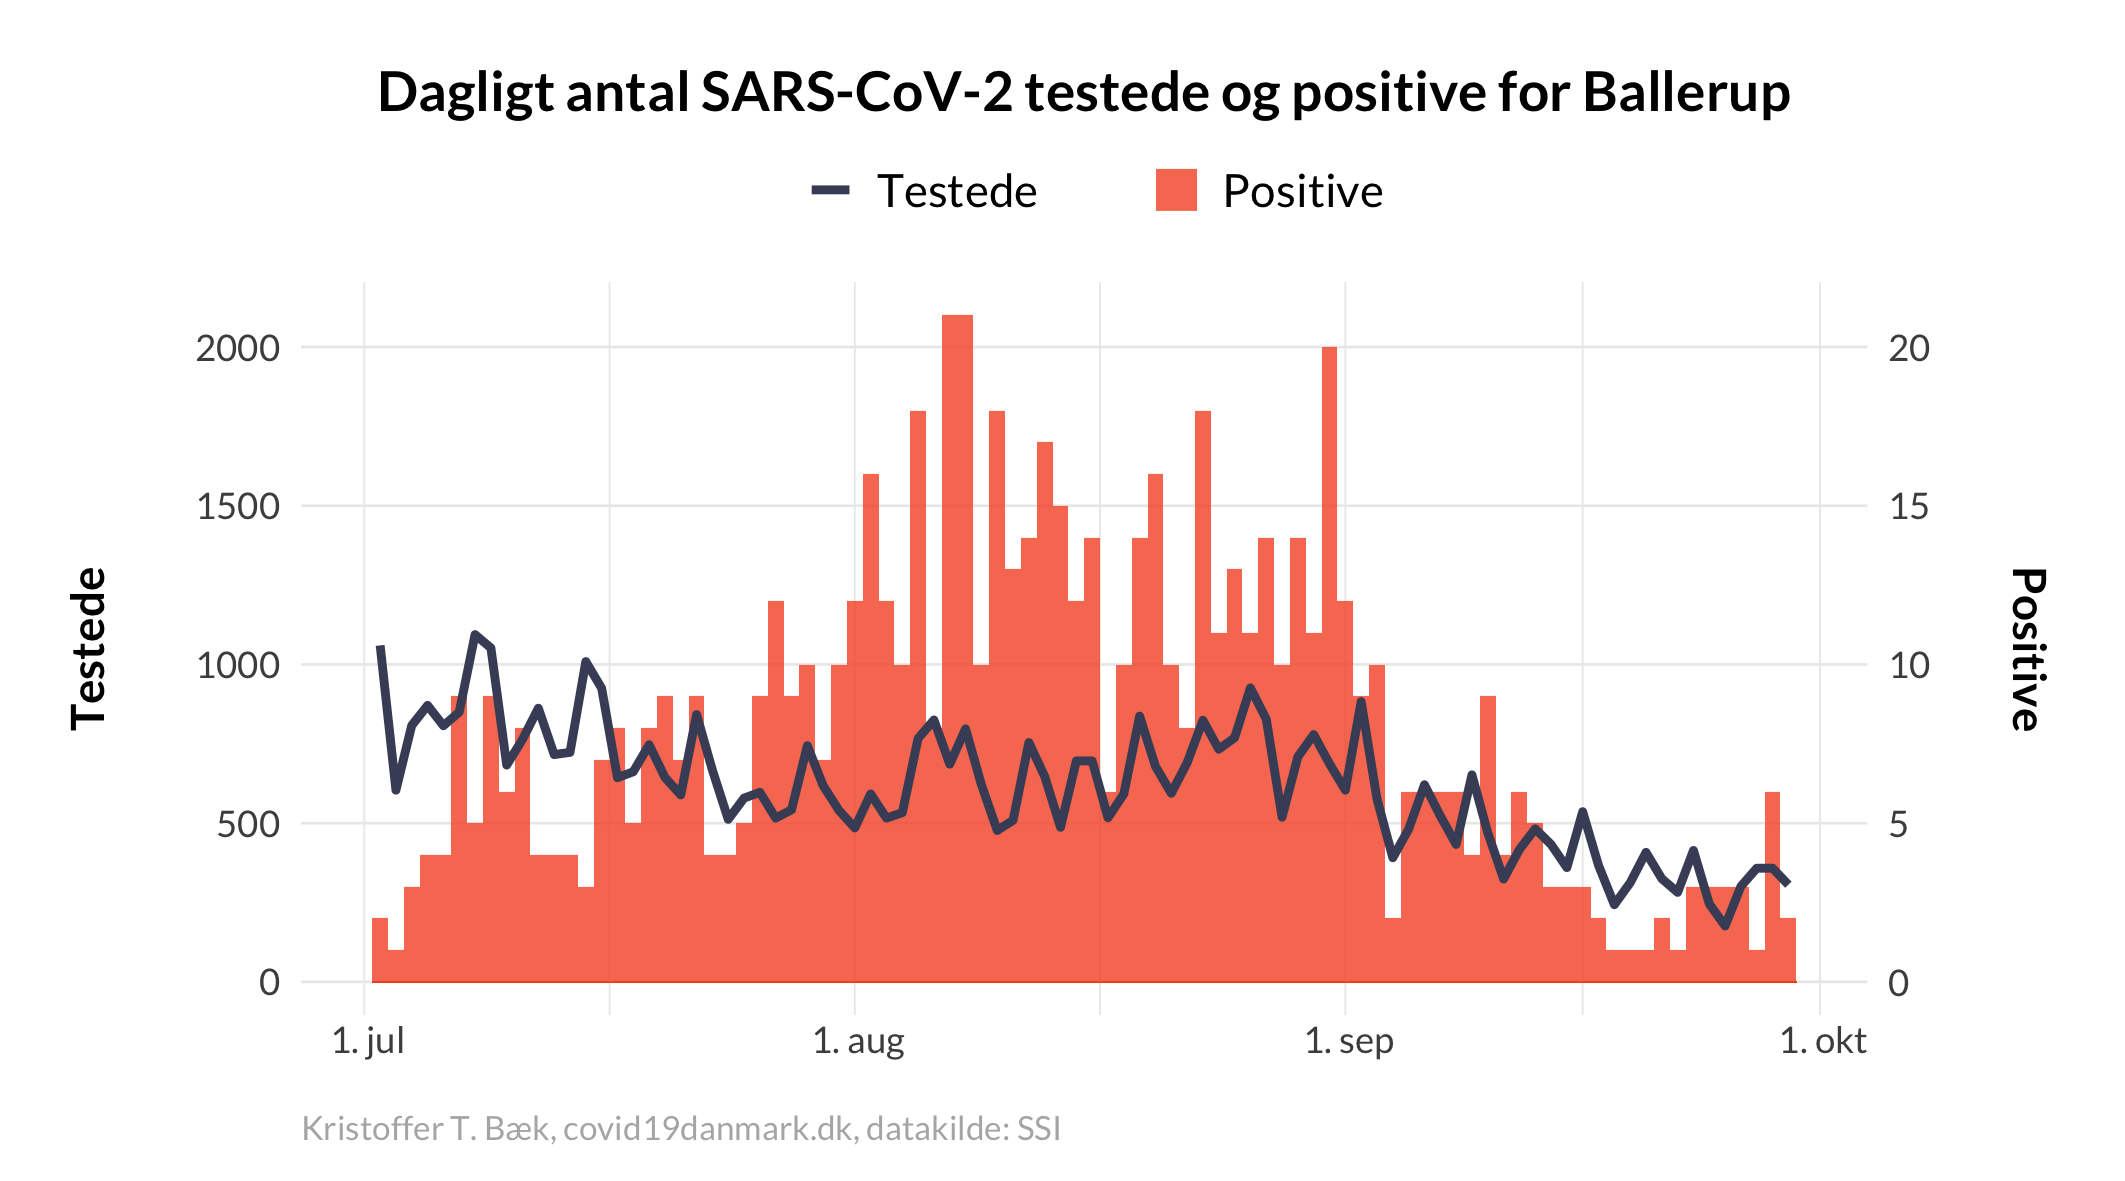 Dagligt antal SARS-CoV-2 testede og positive for Ballerup
Testede
Positive
Testede
2000
1500
1000
500
0
20
15
10
5
0
Positive
1. jul
1. aug
1. sep
1. okt
Kristoffer T. Bæk, covid19danmark.dk, datakilde: SSI